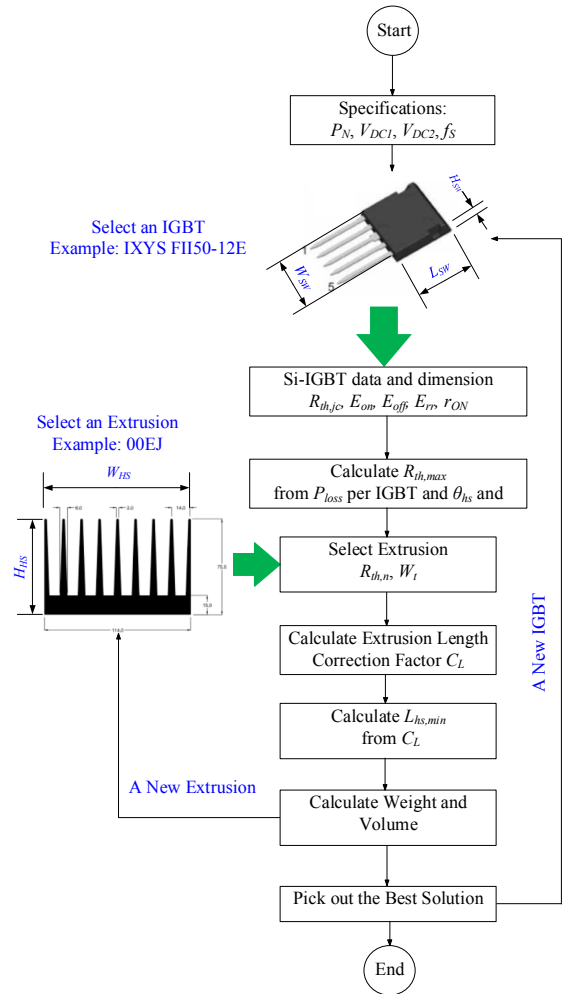 Start
Specifications:
P_N, V_DC1, V_DC2, f_S
Select an IGBT
Example: IXYS FII50-12E
H_SW
1
5
W_SW
L_SW
Si-IGBT data and dimension
R_th,jc, E_on, E_off, E_rr, r_ON
Calculate R_th,max
from P_loss per IGBT and θ_hs and
Select an Extrusion
Example: 00EJ
W_HS
H_HS
Select Extrusion
R_th,n, W_t
Calculate Extrusion Length
Correction Factor C_L
Calculate L_hs,min
from C_L
A New Extrusion
Calculate Weight and
Volume
A New IGBT
Pick out the Best Solution
End